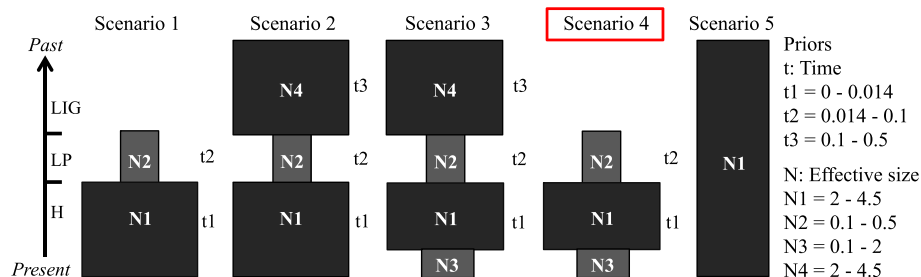 Scenario 1
Scenario 2
Scenario 3
Scenario 4
Scenario 5
Past
LIG
LP
H
Present
N2
t2
N1
t1
N4
t3
N2
t2
N1
t1
N4
t3
N2
t2
N1
t1
N3
N2
t2
N1
t1
N3
N1
Priors
t: Time
t1 = 0 - 0.014
t2 = 0.014 - 0.1
t3 = 0.1 - 0.5
N: Effective size
N1 = 2 - 4.5
N2 = 0.1 - 0.5
N3 = 0.1 - 2
N4 = 2 - 4.5